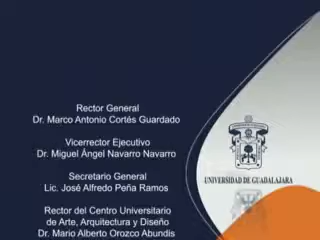 Rector General
Dr. Marco Antonio Cortés Guardado
Vicerrector Ejecutivo
Dr. Miguel Ángel Navarro Navarro
Secretario General
Lic. José Alfredo Peña Ramos
Rector del Centro Universitario
de Arte, Arquitectura y Diseño
Dr. Mario Alberto Orozco Abundis
UNIVERSIDAD DE GUADALAJARA